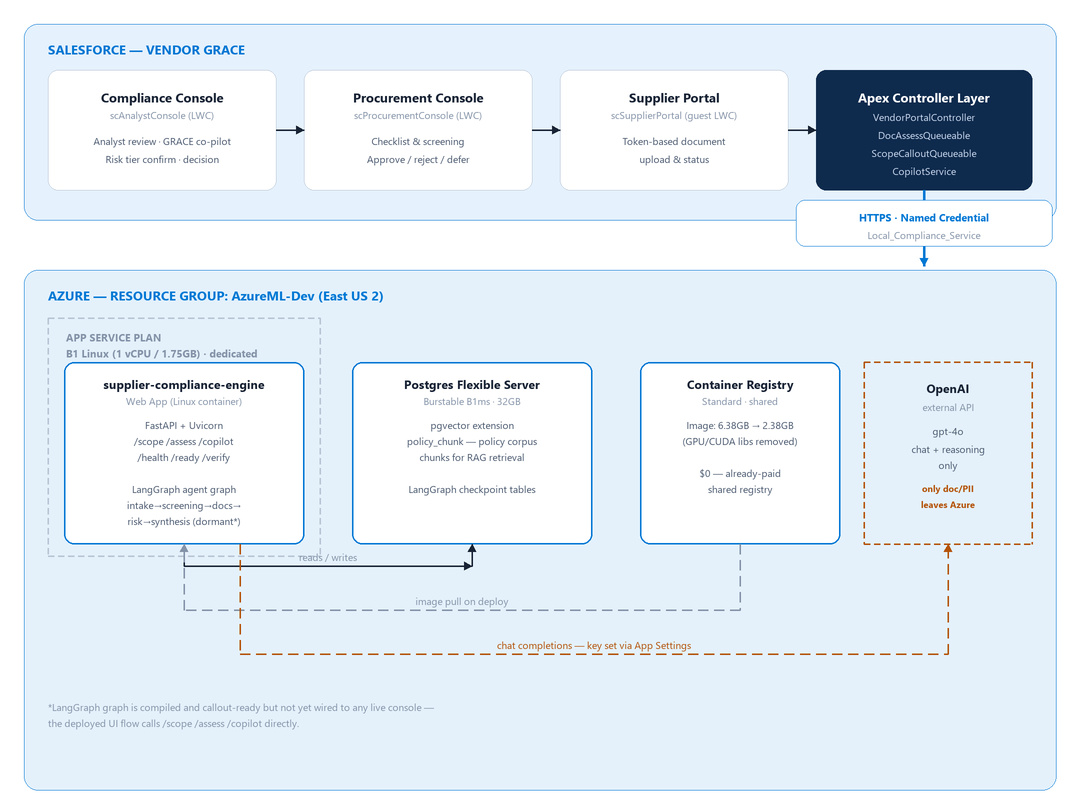 SALESFORCE — VENDOR GRACE
Compliance Console
scAnalystConsole (LWC)
Analyst review · GRACE co-pilot
Risk tier confirm · decision
Procurement Console
scProcurementConsole (LWC)
Checklist & screening
Approve / reject / defer
Supplier Portal
scSupplierPortal (guest LWC)
Token-based document
upload & status
Apex Controller Layer
VendorPortalController
DocAssessQueueable
ScopeCalloutQueueable
CopilotService
HTTPS · Named Credential
Local_Compliance_Service
AZURE — RESOURCE GROUP: AzureML-Dev (East US 2)
APP SERVICE PLAN
B1 Linux (1 vCPU / 1.75GB) · dedicated
supplier-compliance-engine
Web App (Linux container)
FastAPI + Uvicorn
/scope /assess /copilot
/health /ready /verify
LangGraph agent graph
intake→screening→docs→
risk→synthesis (dormant*)
Postgres Flexible Server
Burstable B1ms · 32GB
pgvector extension
policy_chunk — policy corpus
chunks for RAG retrieval
LangGraph checkpoint tables
Container Registry
Standard · shared
Image: 6.38GB → 2.38GB
(GPU/CUDA libs removed)
$0 — already-paid
shared registry
OpenAI
external API
gpt-4o
chat + reasoning
only
only doc/PII
leaves Azure
reads / writes
image pull on deploy
chat completions — key set via App Settings
*LangGraph graph is compiled and callout-ready but not yet wired to any live console —
the deployed UI flow calls /scope /assess /copilot directly.